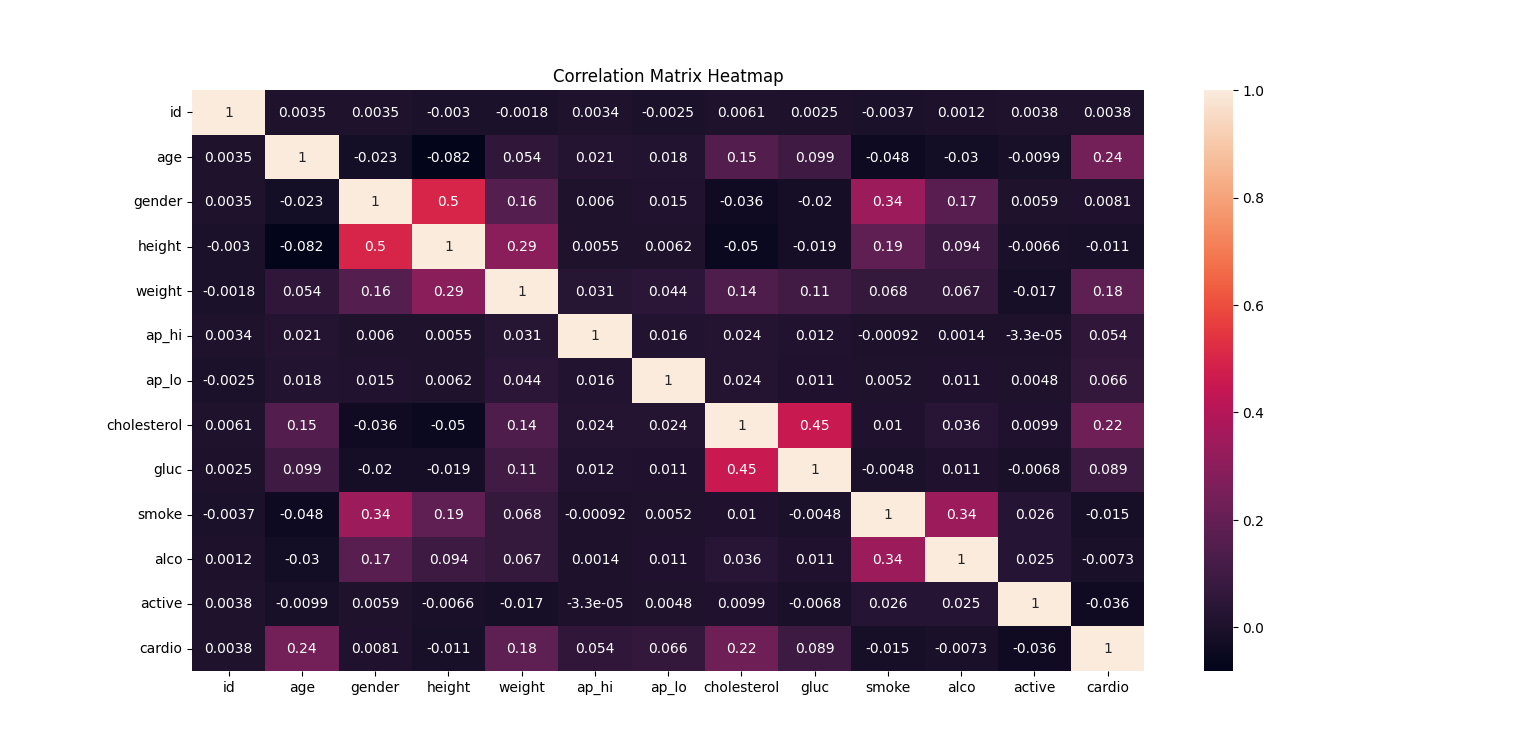 Correlation Matrix Heatmap
id 1 0.0035 0.0035 -0.003 -0.0018 0.0034 -0.0025 0.0061 0.0025 -0.0037 0.0012 0.0038 0.0038
age 0.0035 1 -0.023 -0.082 0.054 0.021 0.018 0.15 0.099 -0.048 -0.03 -0.0099 0.24
gender 0.0035 -0.023 1 0.5 0.16 0.006 0.015 -0.036 -0.02 0.34 0.17 0.0059 0.0081
height -0.003 -0.082 0.5 1 0.29 0.0055 0.0062 -0.05 -0.019 0.19 0.094 -0.0066 -0.011
weight -0.0018 0.054 0.16 0.29 1 0.031 0.044 0.14 0.11 0.068 0.067 -0.017 0.18
ap_hi 0.0034 0.021 0.006 0.0055 0.031 1 0.016 0.024 0.012 -0.00092 0.0014 -3.3e-05 0.054
ap_lo -0.0025 0.018 0.015 0.0062 0.044 0.016 1 0.024 0.011 0.0052 0.011 0.0048 0.066
cholesterol 0.0061 0.15 -0.036 -0.05 0.14 0.024 0.024 1 0.45 0.01 0.036 0.0099 0.22
gluc 0.0025 0.099 -0.02 -0.019 0.11 0.012 0.011 0.45 1 -0.0048 0.011 -0.0068 0.089
smoke -0.0037 -0.048 0.34 0.19 0.068 -0.00092 0.0052 0.01 -0.0048 1 0.34 0.026 -0.015
alco 0.0012 -0.03 0.17 0.094 0.067 0.0014 0.011 0.036 0.011 0.34 1 0.025 -0.0073
active 0.0038 -0.0099 0.0059 -0.0066 -0.017 -3.3e-05 0.0048 0.0099 -0.0068 0.026 0.025 1 -0.036
cardio 0.0038 0.24 0.0081 -0.011 0.18 0.054 0.066 0.22 0.089 -0.015 -0.0073 -0.036 1
id age gender height weight ap_hi ap_lo cholesterol gluc smoke alco active cardio
1.0
0.8
0.6
0.4
0.2
0.0